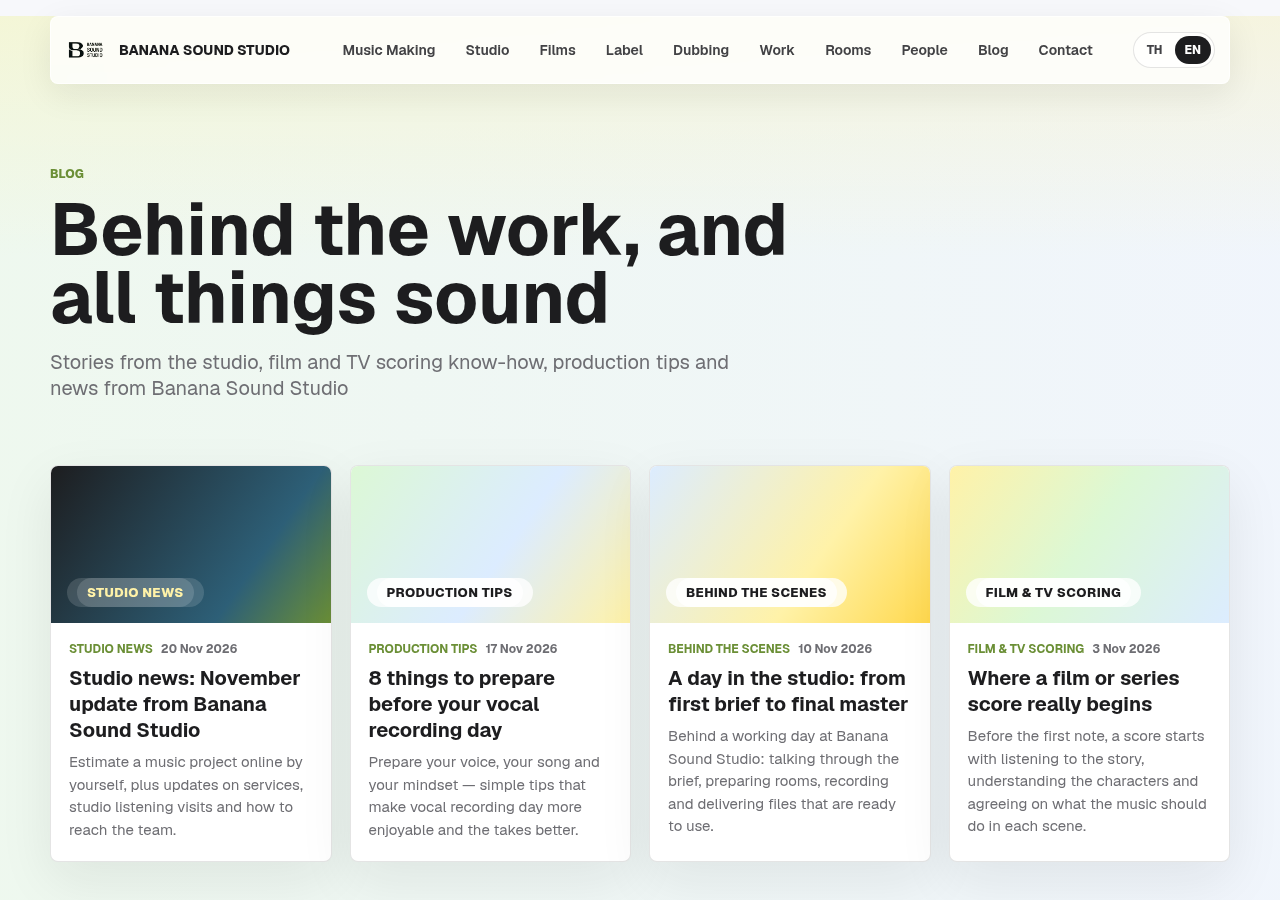 B BANANA SOUND STUDIO
BANANA SOUND STUDIO
Music Making
Studio
Films
Label
Dubbing
Work
Rooms
People
Blog
Contact
TH
EN
BLOG
Behind the work, and
all things sound
Stories from the studio, film and TV scoring know-how, production tips and
news from Banana Sound Studio
STUDIO NEWS
STUDIO NEWS 20 Nov 2026
Studio news: November
update from Banana
Sound Studio
Estimate a music project online by
yourself, plus updates on services,
studio listening visits and how to
reach the team.
PRODUCTION TIPS
PRODUCTION TIPS 17 Nov 2026
8 things to prepare
before your vocal
recording day
Prepare your voice, your song and
your mindset — simple tips that
make vocal recording day more
enjoyable and the takes better.
BEHIND THE SCENES
BEHIND THE SCENES 10 Nov 2026
A day in the studio: from
first brief to final master
Behind a working day at Banana
Sound Studio: talking through the
brief, preparing rooms, recording
and delivering files that are ready
to use.
FILM & TV SCORING
FILM & TV SCORING 3 Nov 2026
Where a film or series
score really begins
Before the first note, a score starts
with listening to the story,
understanding the characters and
agreeing on what the music should
do in each scene.